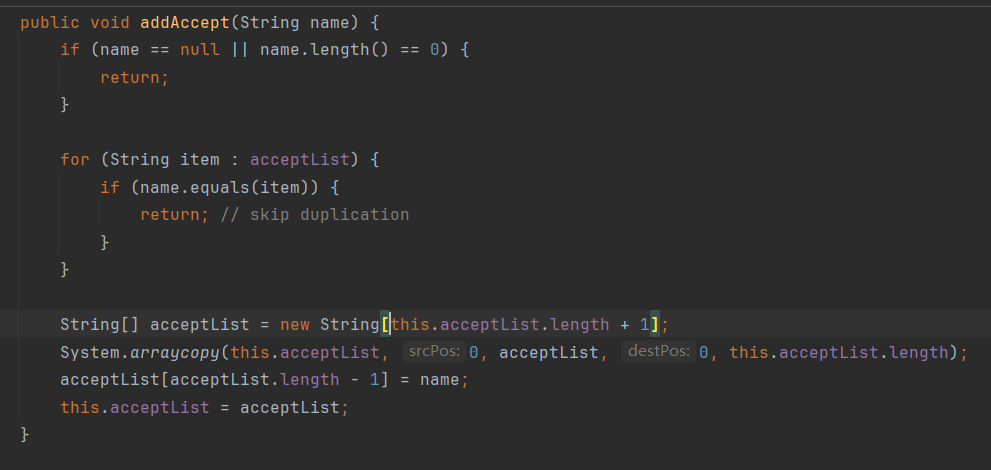 public void addAccept(String name) {
if (name == null || name.length() == 0) {
return;
}
for (String item : acceptList) {
if (name.equals(item)) {
return; // skip duplication
}
}
String[] acceptList = new String[this.acceptList.length + 1];
System.arraycopy(this.acceptList, srcPos: 0, acceptList, destPos: 0, this.acceptList.length);
acceptList[acceptList.length - 1] = name;
this.acceptList = acceptList;
}